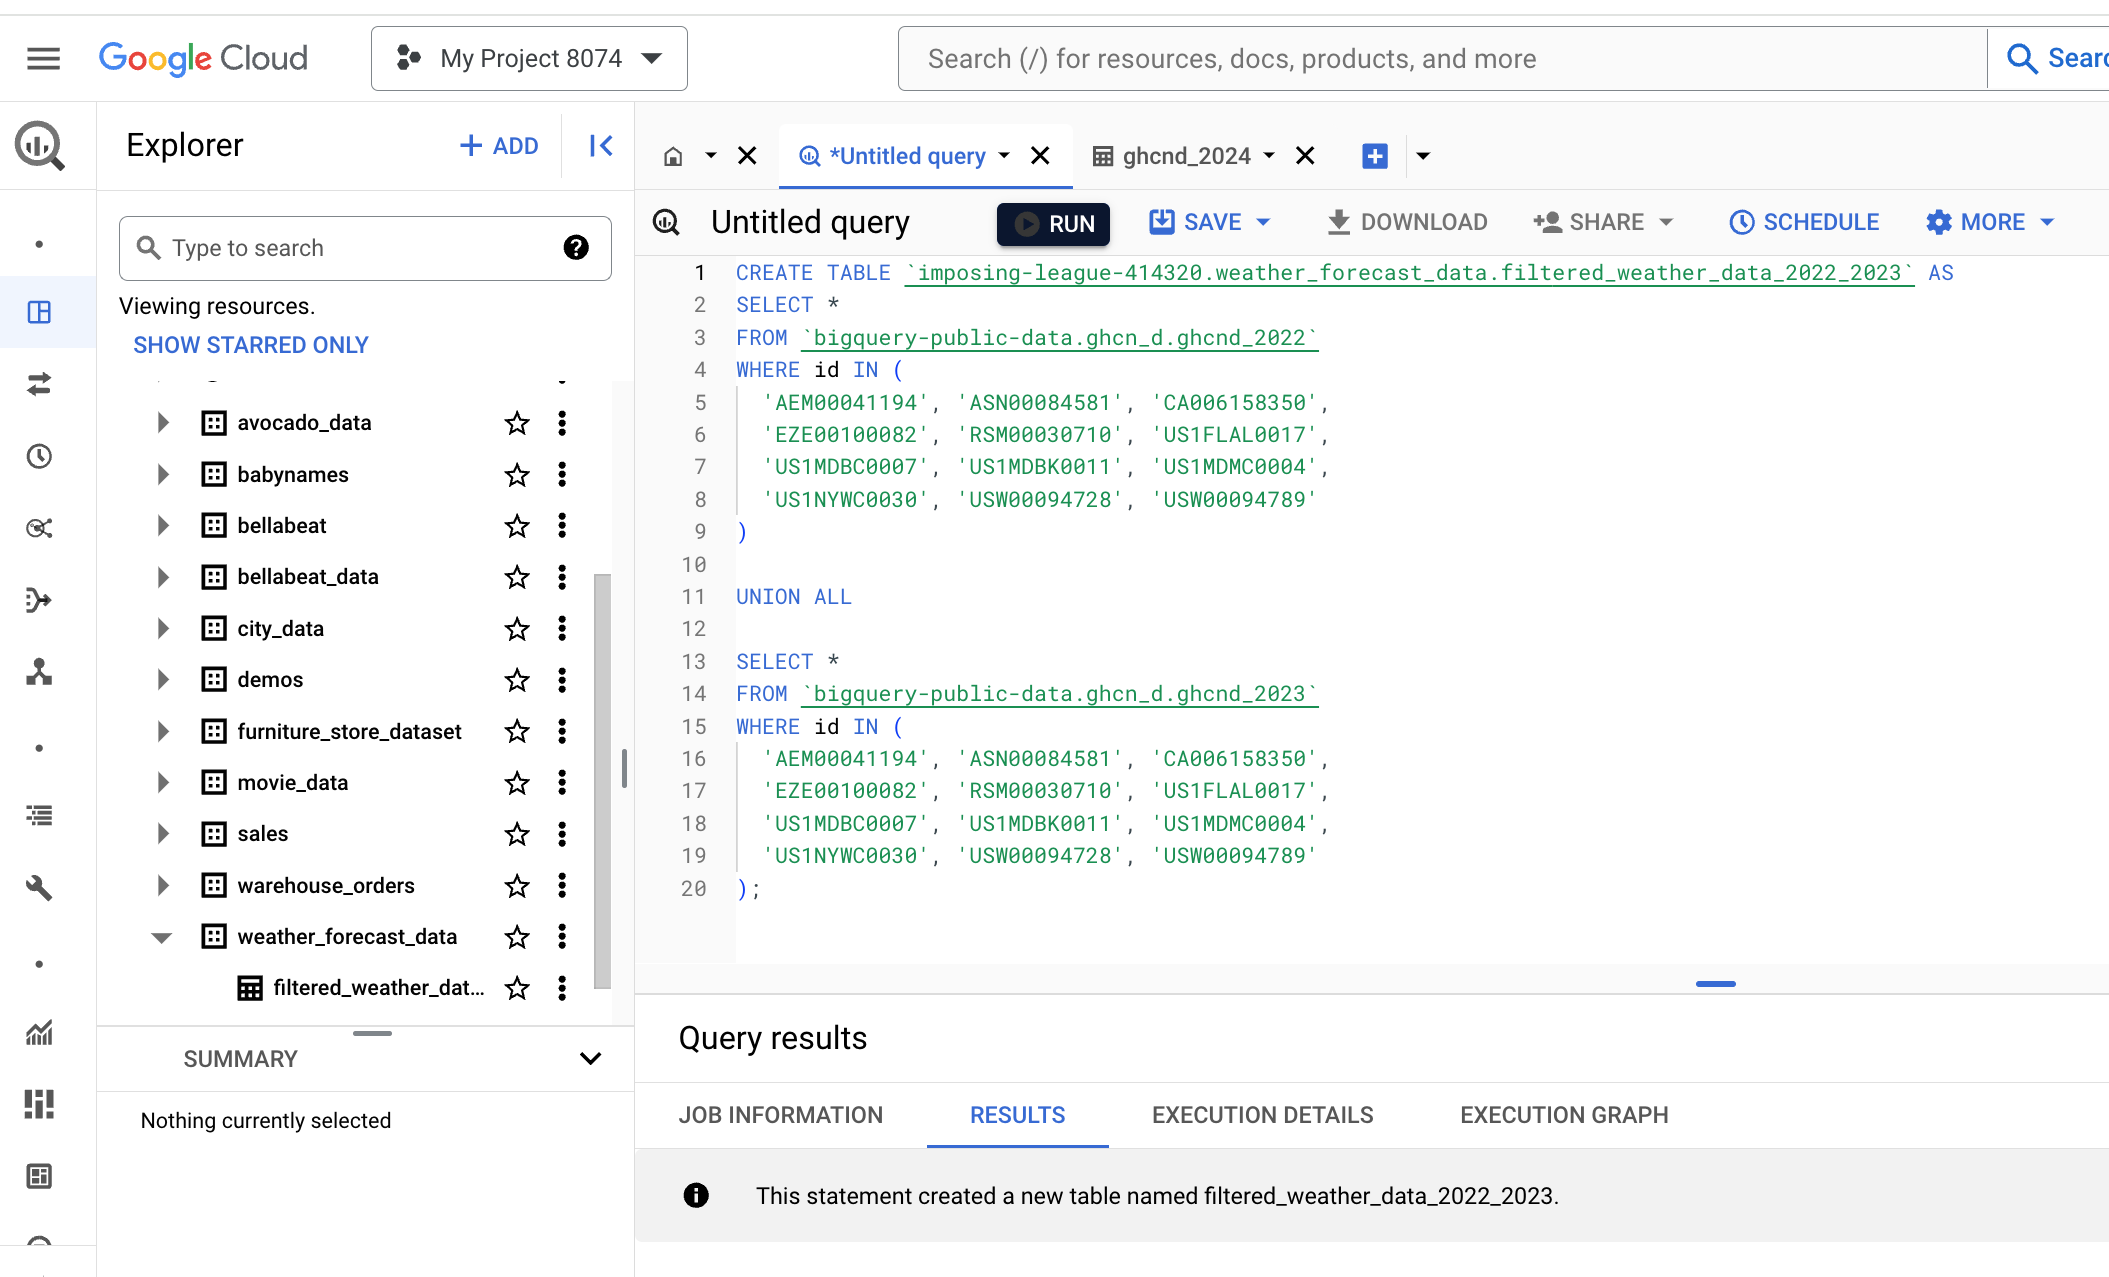 Google Cloud
My Project 8074
Search (/) for resources, docs, products, and more
Explorer
+ ADD
*Untitled query
ghcnd_2024
Untitled query
RUN
SAVE
DOWNLOAD
SHARE
SCHEDULE
MORE
Type to search
Viewing resources.
SHOW STARRED ONLY
avocado_data
babynames
bellabeat
bellabeat_data
city_data
demos
furniture_store_dataset
movie_data
sales
warehouse_orders
weather_forecast_data
filtered_weather_dat...
SUMMARY
Nothing currently selected
1 CREATE TABLE `imposing-league-414320.weather_forecast_data.filtered_weather_data_2022_2023` AS
2 SELECT *
3 FROM `bigquery-public-data.ghcn_d.ghcnd_2022`
4 WHERE id IN (
5 'AEM00041194', 'ASN00084581', 'CA006158350',
6 'EZE00100082', 'RSM00030710', 'US1FLAL0017',
7 'US1MDBC0007', 'US1MDBK0011', 'US1MDMC0004',
8 'US1NYWC0030', 'USW00094728', 'USW00094789'
9 )
10
11 UNION ALL
12
13 SELECT *
14 FROM `bigquery-public-data.ghcn_d.ghcnd_2023`
15 WHERE id IN (
16 'AEM00041194', 'ASN00084581', 'CA006158350',
17 'EZE00100082', 'RSM00030710', 'US1FLAL0017',
18 'US1MDBC0007', 'US1MDBK0011', 'US1MDMC0004',
19 'US1NYWC0030', 'USW00094728', 'USW00094789'
20 );
Query results
JOB INFORMATION
RESULTS
EXECUTION DETAILS
EXECUTION GRAPH
This statement created a new table named filtered_weather_data_2022_2023.